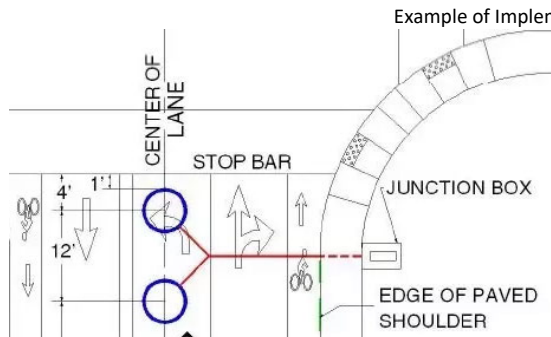 Example of Impler
CENTER OF
LANE
STOP BAR
1'
4'
12'
JUNCTION BOX
EDGE OF PAVED
SHOULDER